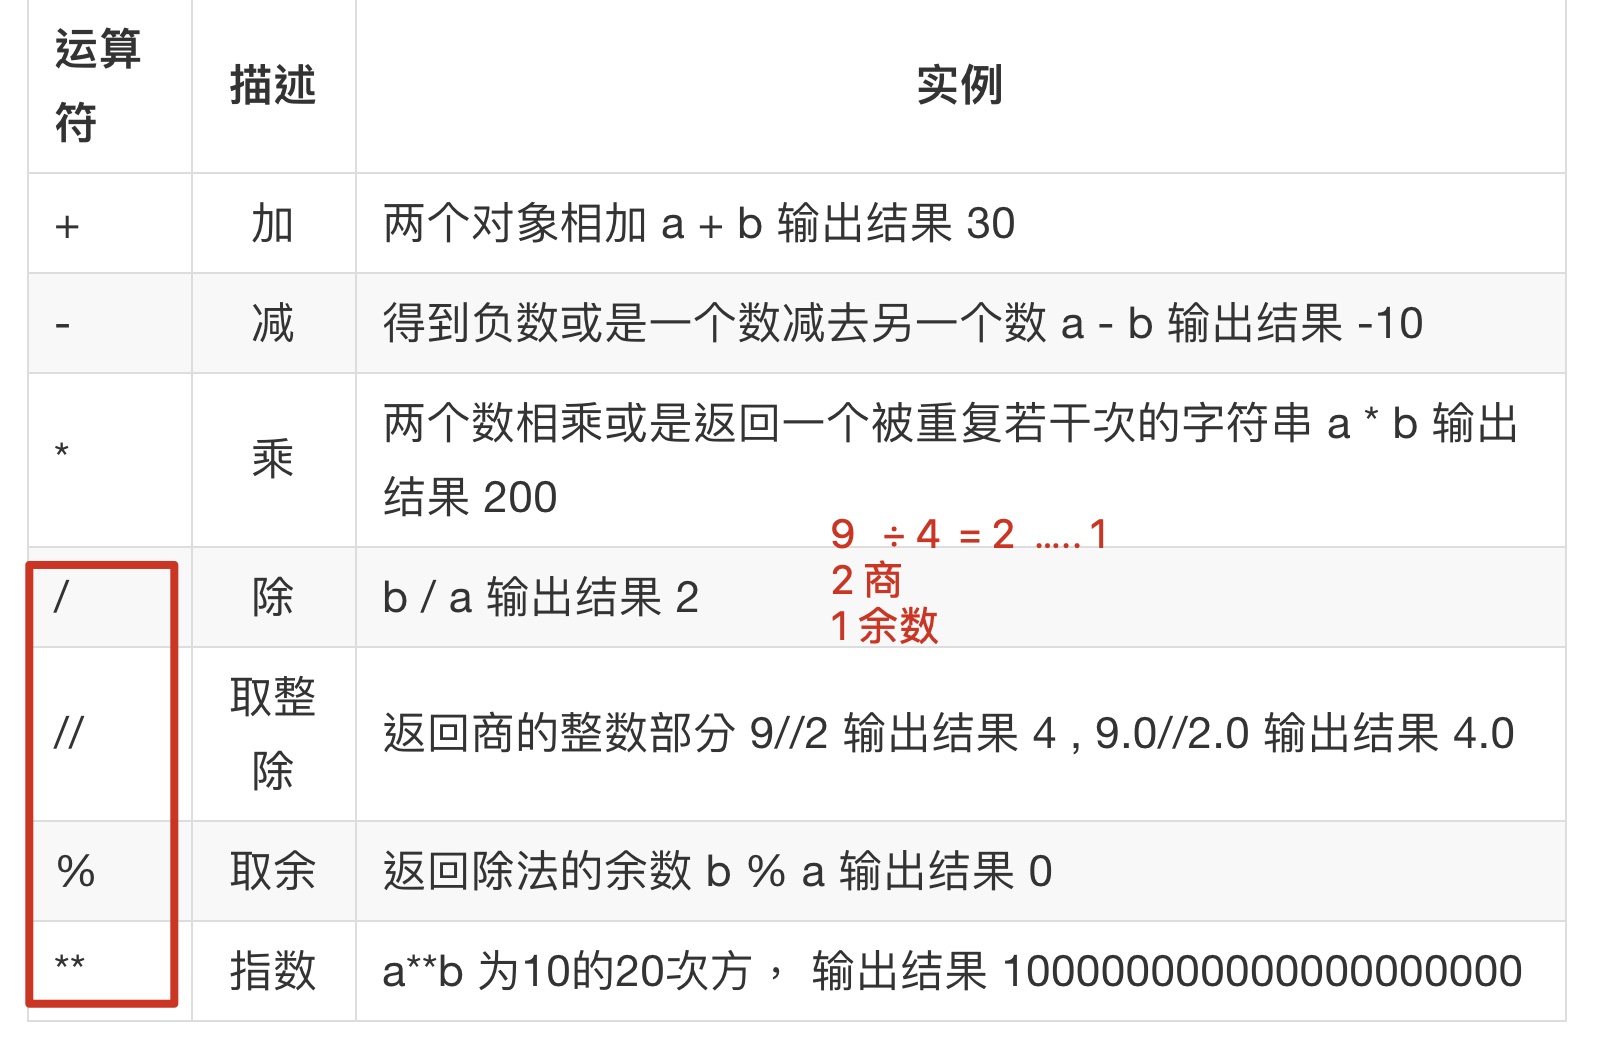 运算
符
描述
实例
+
加
两个对象相加 a + b 输出结果 30
-
减
得到负数或是一个数减去另一个数 a - b 输出结果 -10
*
乘
两个数相乘或是返回一个被重复若干次的字符串 a * b 输出
结果 200
9 ÷ 4 = 2 ..... 1
2 商
1 余数
/
除
b / a 输出结果 2
//
取整
除
返回商的整数部分 9//2 输出结果 4 , 9.0//2.0 输出结果 4.0
%
取余
返回除法的余数 b % a 输出结果 0
**
指数
a**b 为10的20次方， 输出结果 100000000000000000000